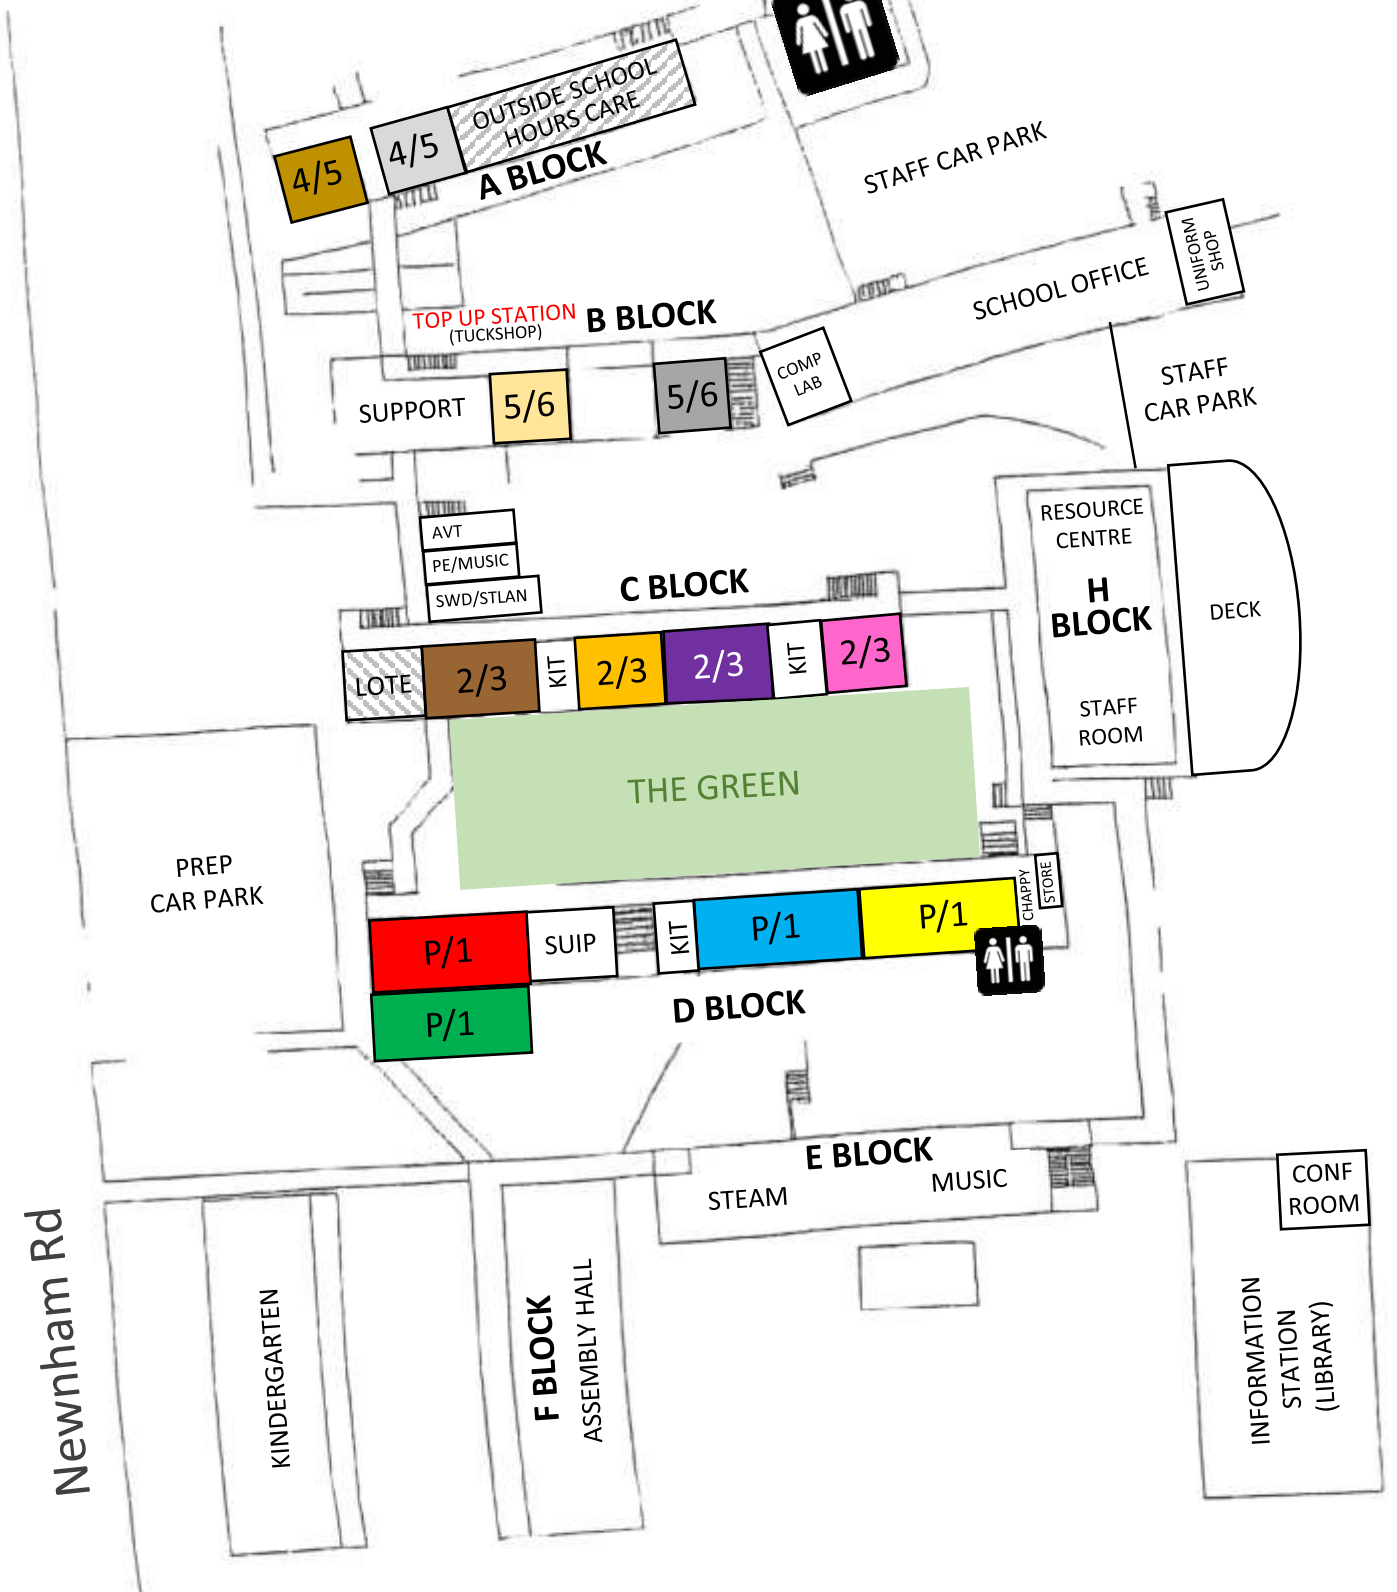 OUTSIDE SCHOOL
HOURS CARE
4/5
4/5
A BLOCK
STAFF CAR PARK
UNIFORM
SHOP
SCHOOL OFFICE
TOP UP STATION
(TUCKSHOP)
B BLOCK
COMP
LAB
STAFF
CAR PARK
SUPPORT
5/6
5/6
AVT
PE/MUSIC
SWD/STLAN
C BLOCK
RESOURCE
CENTRE
H
BLOCK
STAFF
ROOM
DECK
LOTE
2/3
KIT
2/3
2/3
KIT
2/3
THE GREEN
PREP
CAR PARK
P/1
SUIP
KIT
P/1
P/1
CHAPPY
STORE
P/1
D BLOCK
E BLOCK
STEAM
MUSIC
CONF
ROOM
Newnham Rd
KINDERGARTEN
F BLOCK
ASSEMBLY HALL
INFORMATION
STATION
(LIBRARY)